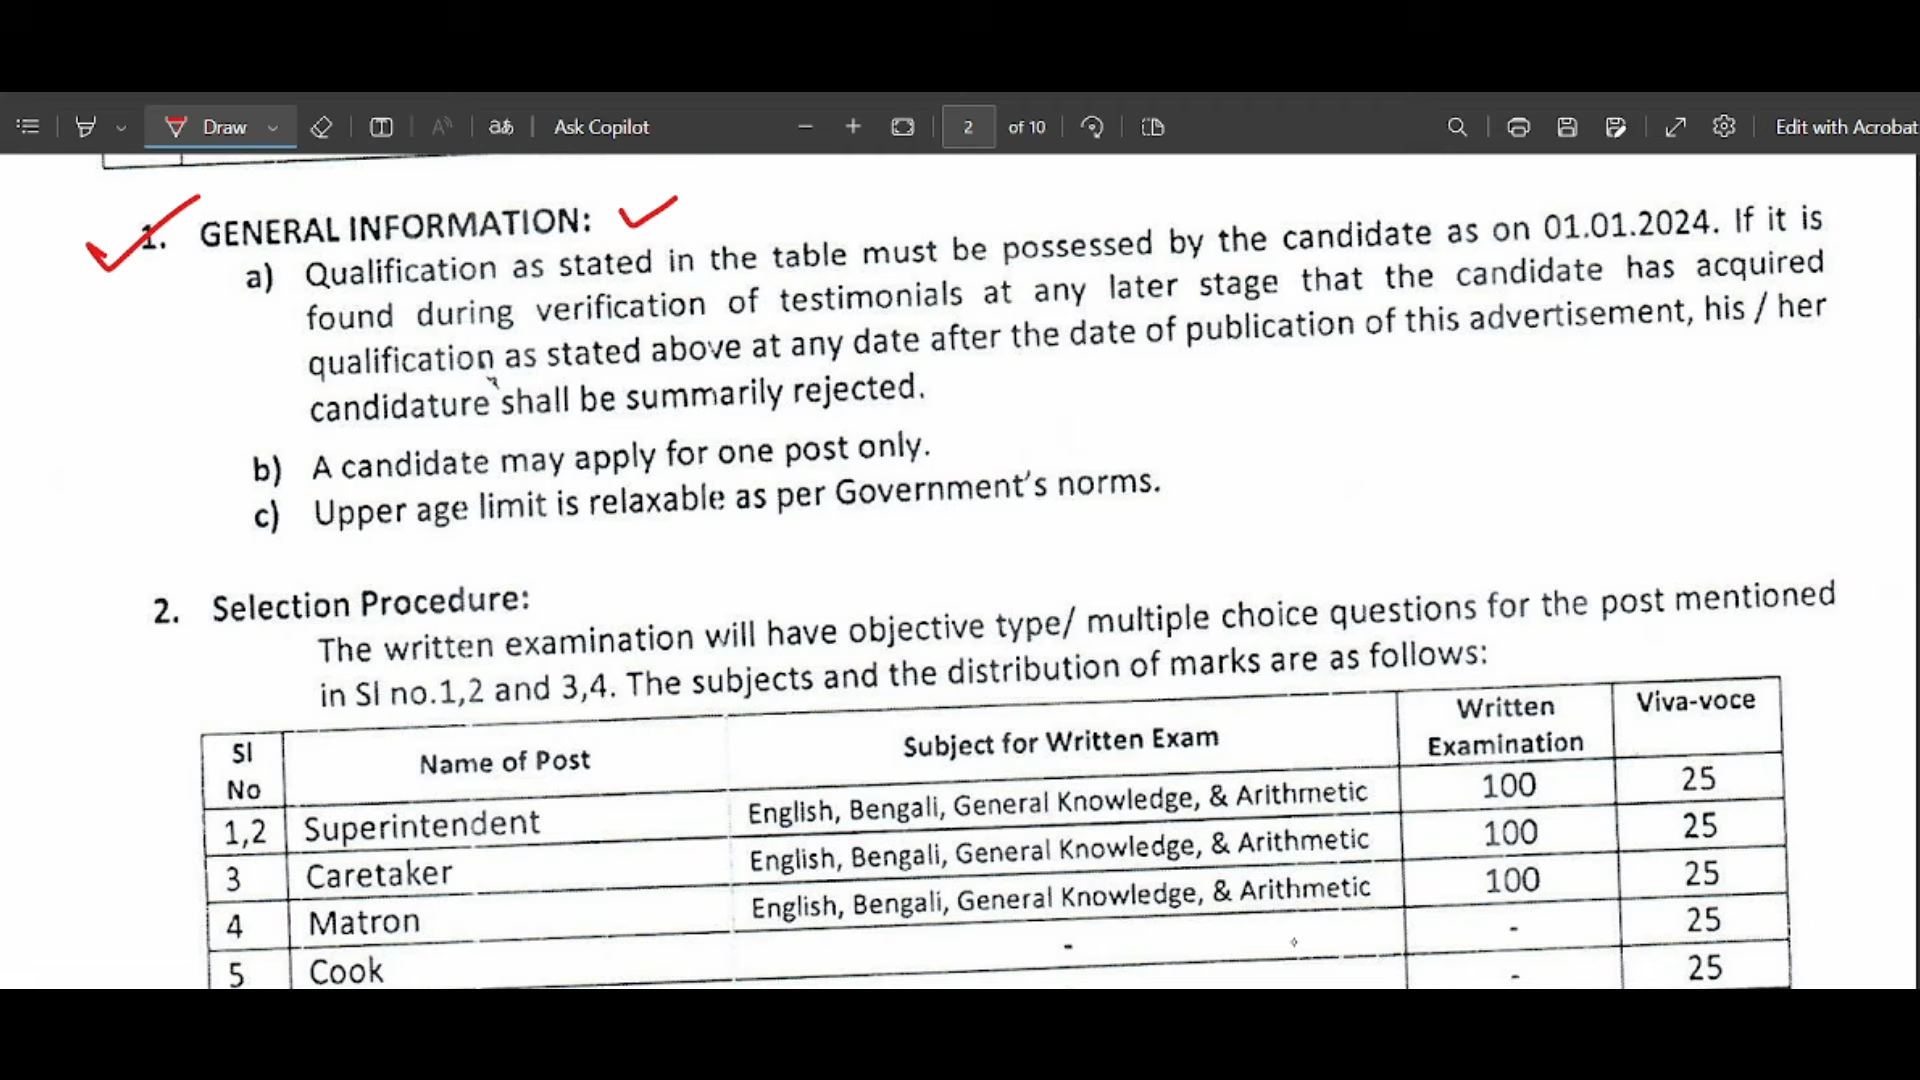 Draw
Ask Copilot
2 of 10
Edit with Acrobat
1. GENERAL INFORMATION:
a) Qualification as stated in the table must be possessed by the candidate as on 01.01.2024. If it is
found during verification of testimonials at any later stage that the candidate has acquired
qualification as stated above at any date after the date of publication of this advertisement, his / her
candidature shall be summarily rejected.
b) A candidate may apply for one post only.
c) Upper age limit is relaxable as per Government's norms.
2. Selection Procedure:
The written examination will have objective type/ multiple choice questions for the post mentioned
in Sl no.1,2 and 3,4. The subjects and the distribution of marks are as follows:
Sl No Name of Post Subject for Written Exam Written Examination Viva-voce
1,2 Superintendent English, Bengali, General Knowledge, & Arithmetic 100 25
3 Caretaker English, Bengali, General Knowledge, & Arithmetic 100 25
4 Matron English, Bengali, General Knowledge, & Arithmetic 100 25
5 Cook - - 25
- 25